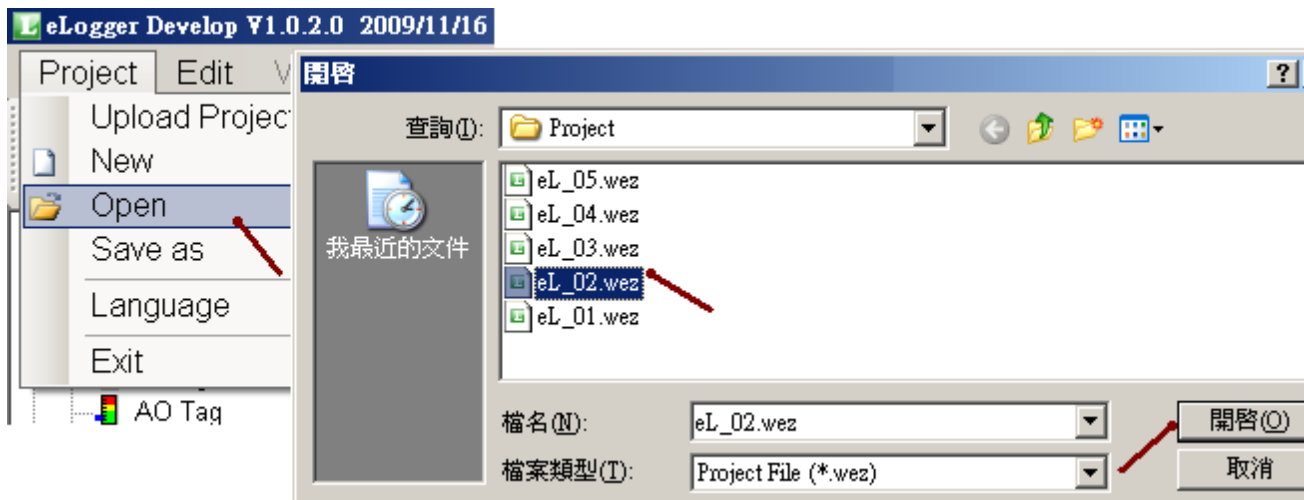 eLogger Develop V1.0.2.0 2009/11/16
Project Edit
Upload Projec
New
Open
Save as
Language
Exit
AO Tag
開啓
查詢(I):
Project
我最近的文件
eL_05.wez
eL_04.wez
eL_03.wez
eL_02.wez
eL_01.wez
檔名(N):
eL_02.wez
開啓(O)
檔案類型(T):
Project File (*.wez)
取消